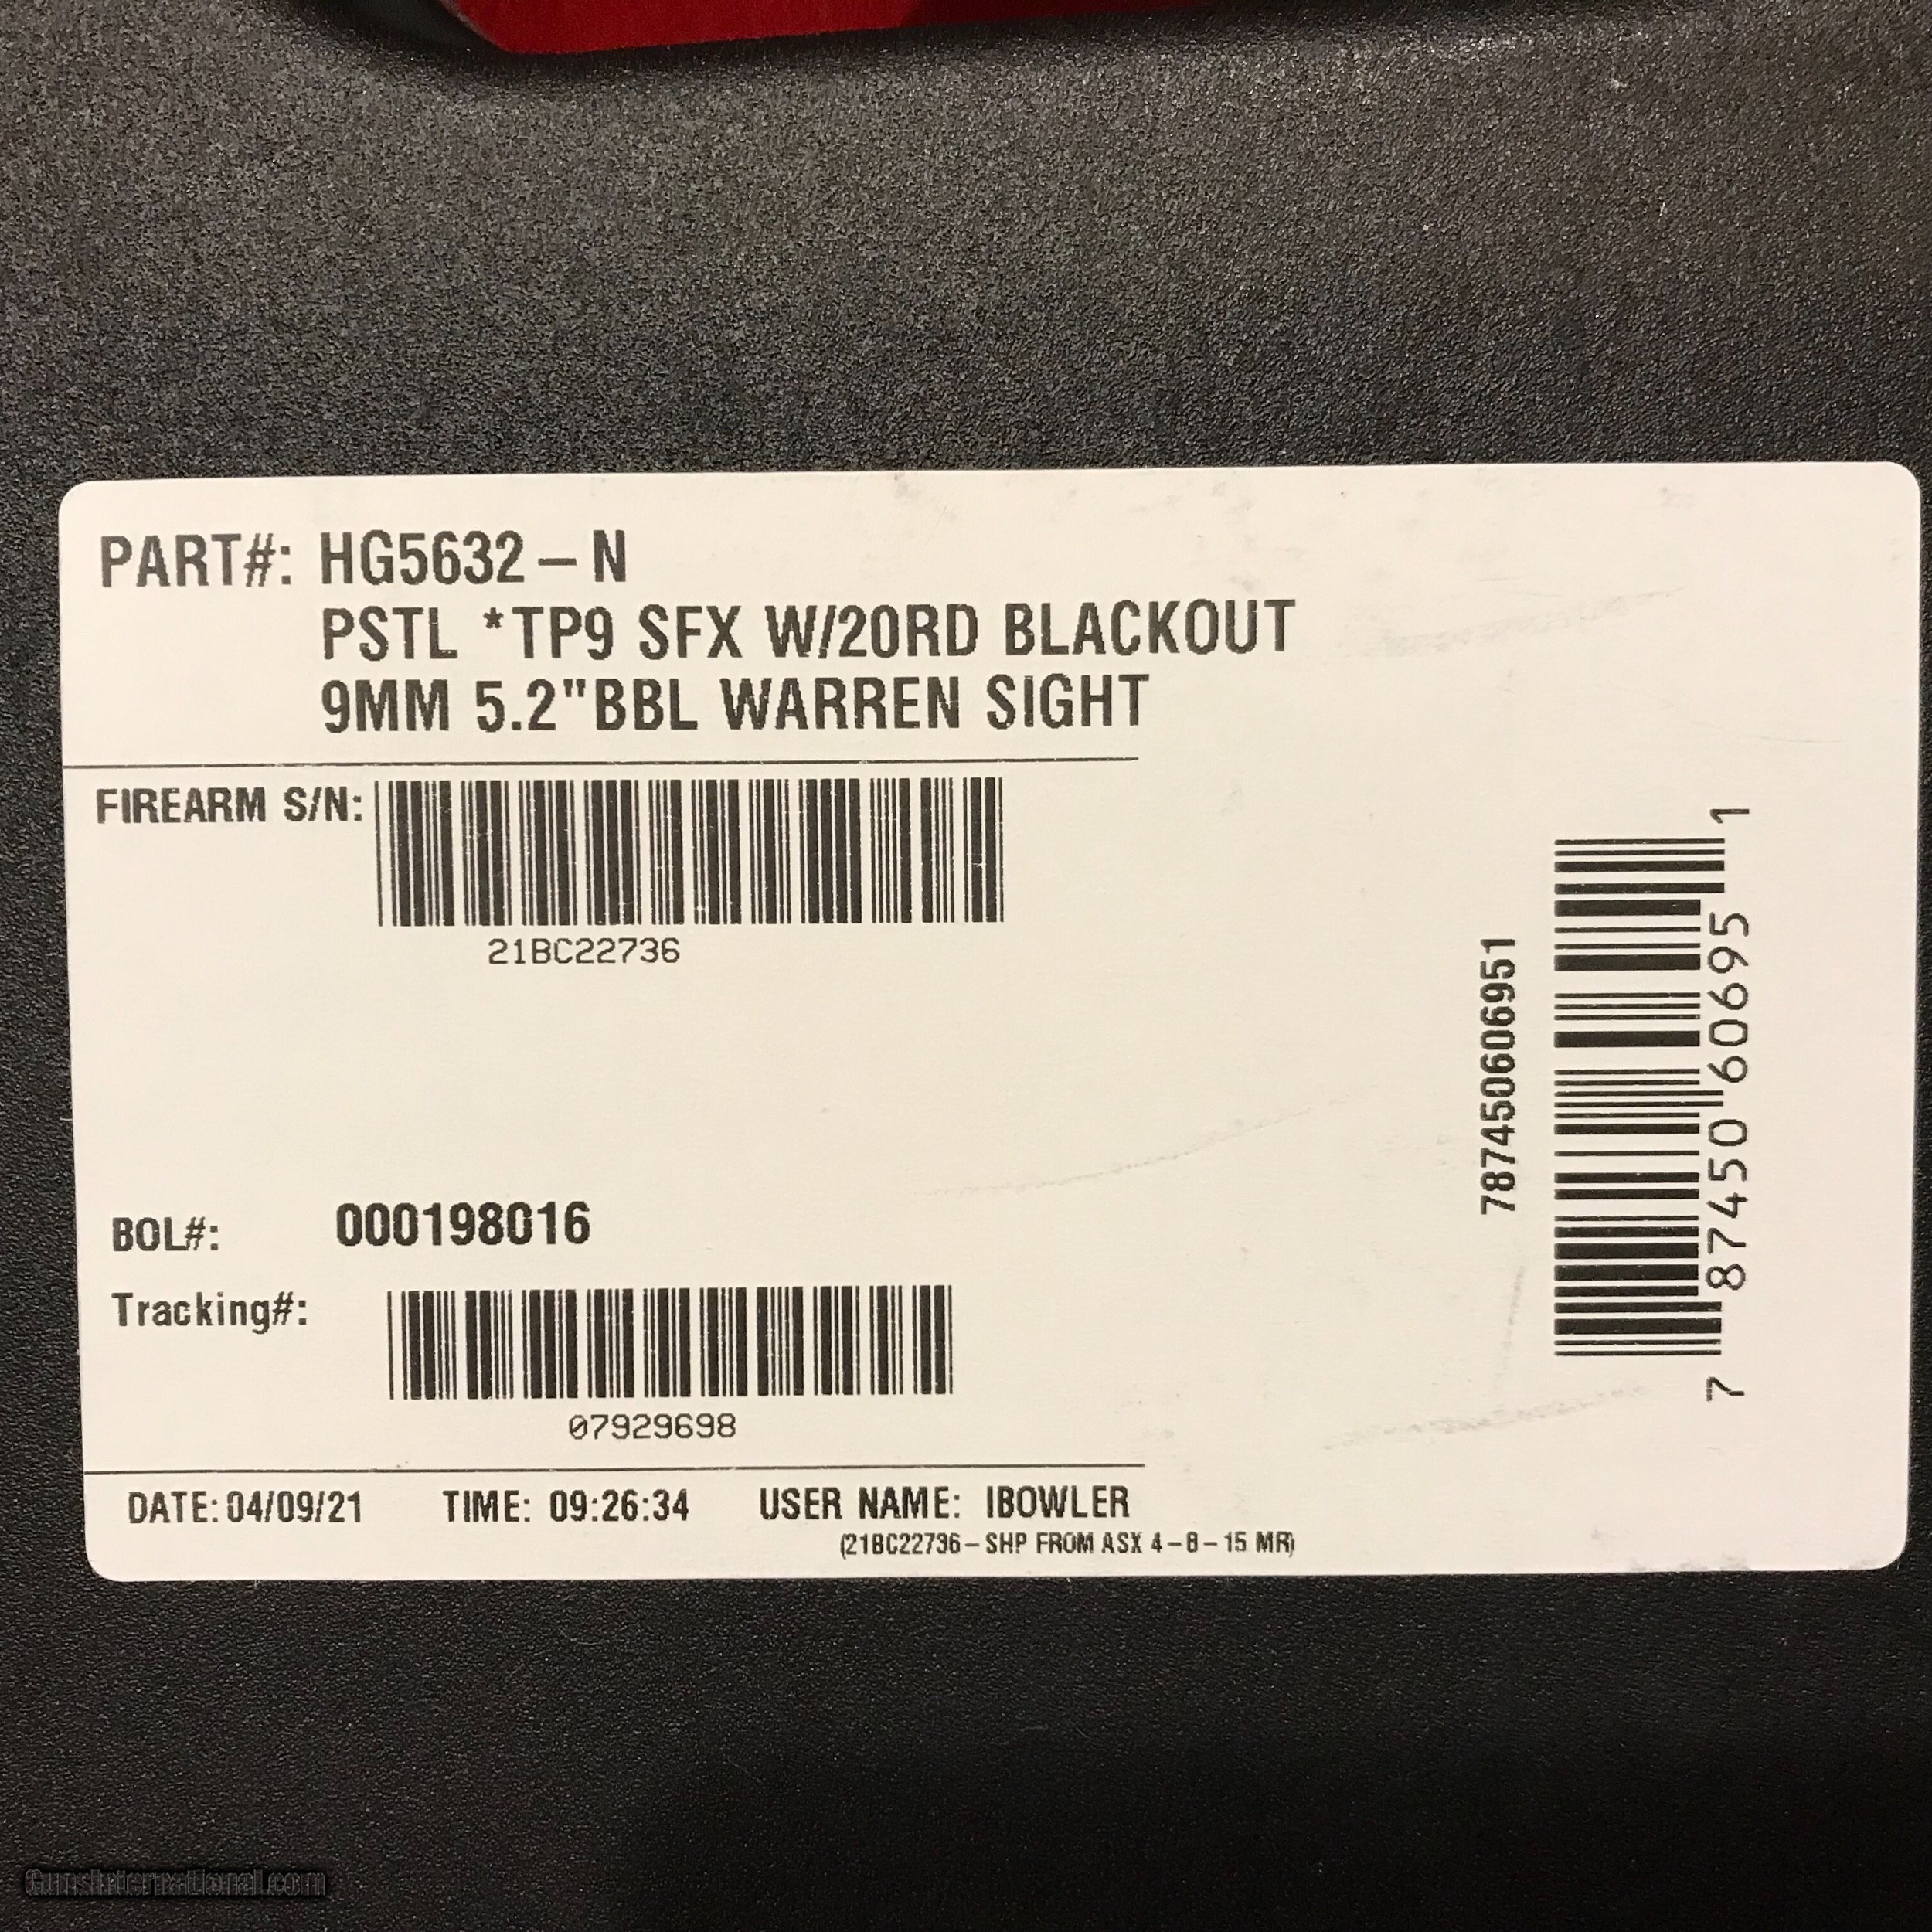 PART#: HG5632-N
PSTL *TP9 SFX W/20RD BLACKOUT
9MM 5.2"BBL WARREN SIGHT
FIREARM S/N:
21BC22736
787450606951
7 87450 60695 1
BOL#: 000198016
Tracking#:
07929698
DATE: 04/09/21 TIME: 09:26:34 USER NAME: IBOWLER
(21BC22736-SHP FROM ASX 4-8-15 MR)
GunsInternational.com